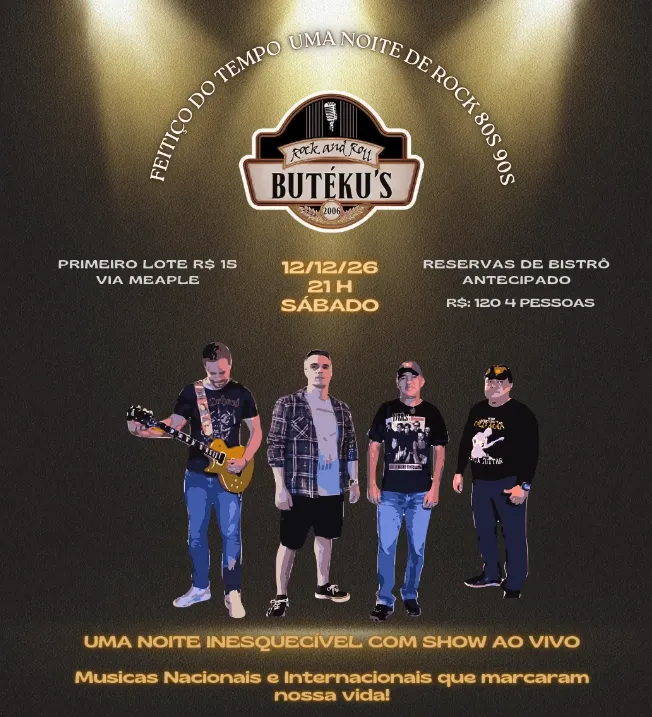 FEITIÇO DO TEMPO UMA NOITE DE ROCK 80S 90S
Rock and Roll
BUTÉKU'S
2006
PRIMEIRO LOTE R$ 15
VIA MEAPLE
12/12/26
21 H
SÁBADO
RESERVAS DE BISTRÔ
ANTECIPADO
R$: 120 4 PESSOAS
UMA NOITE INESQUECÍVEL COM SHOW AO VIVO
Musicas Nacionais e Internacionais que marcaram
nossa vida!